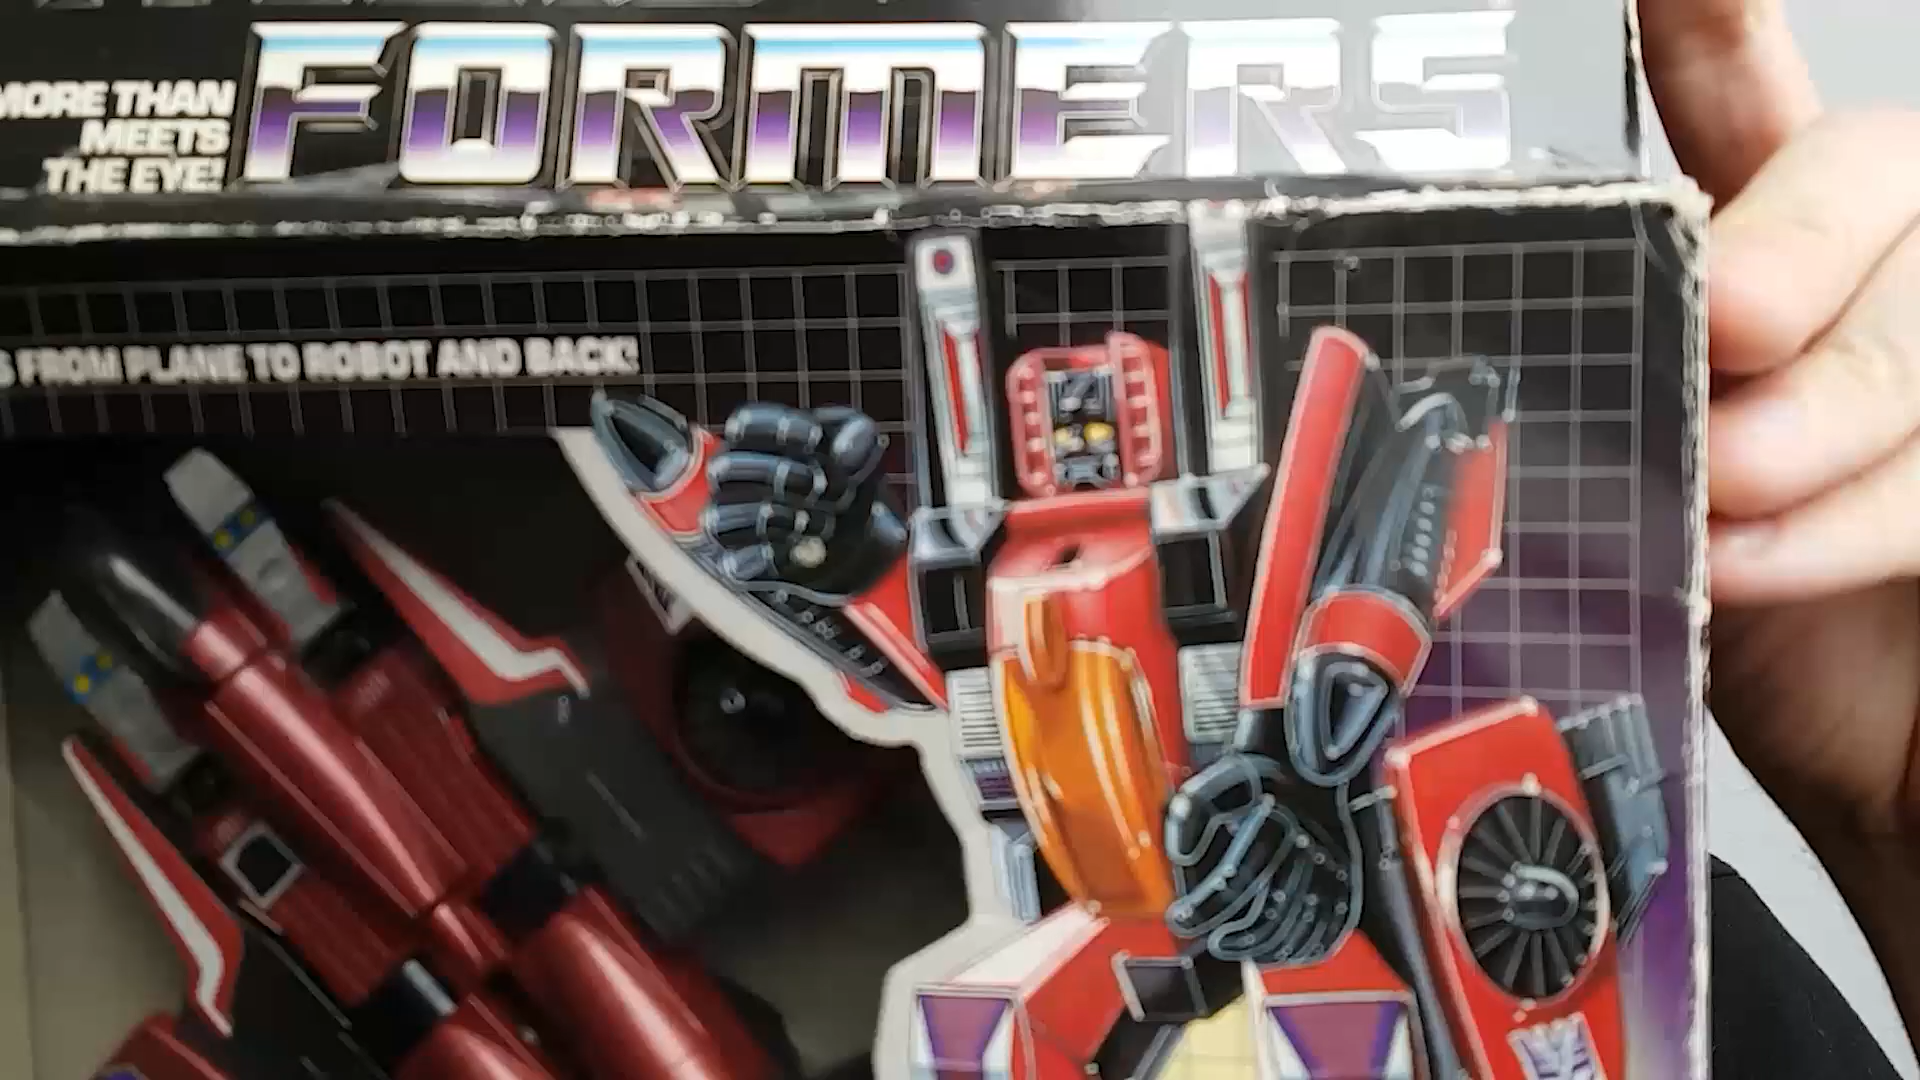 MORE THAN
MEETS
THE EYE!
FORMERS
S FROM PLANE TO ROBOT AND BACK!